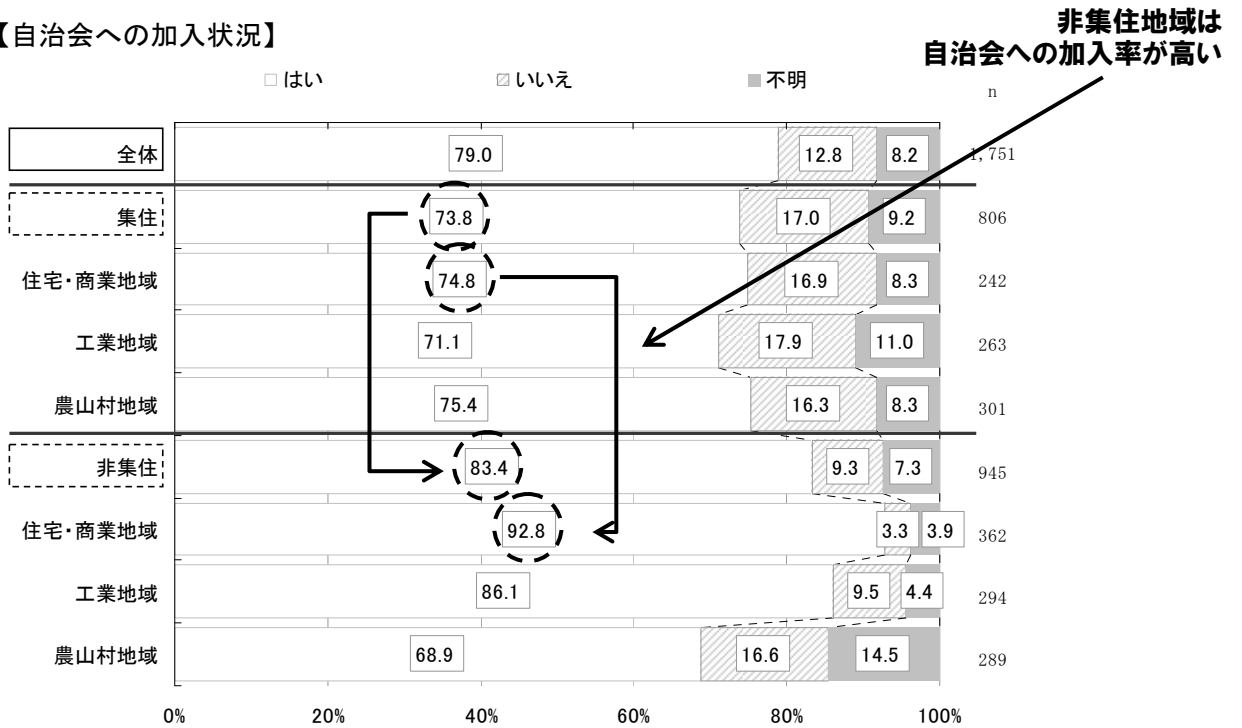 【自治会への加入状況】
非集住地域は
自治会への加入率が高い
はい いいえ 不明
n
全体 79.0 12.8 8.2 1,751
集住 73.8 17.0 9.2 806
住宅・商業地域 74.8 16.9 8.3 242
工業地域 71.1 17.9 11.0 263
農山村地域 75.4 16.3 8.3 301
非集住 83.4 9.3 7.3 945
住宅・商業地域 92.8 3.3 3.9 362
工業地域 86.1 9.5 4.4 294
農山村地域 68.9 16.6 14.5 289
0% 20% 40% 60% 80% 100%